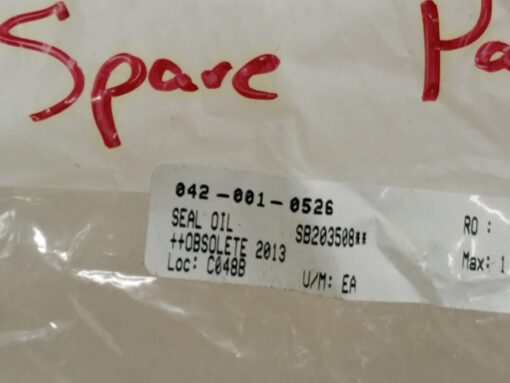 Spare Pa
042-001-0526
SEAL OIL SB203508** RO :
++OBSOLETE 2013 Max: 1
Loc: C048B U/M: EA